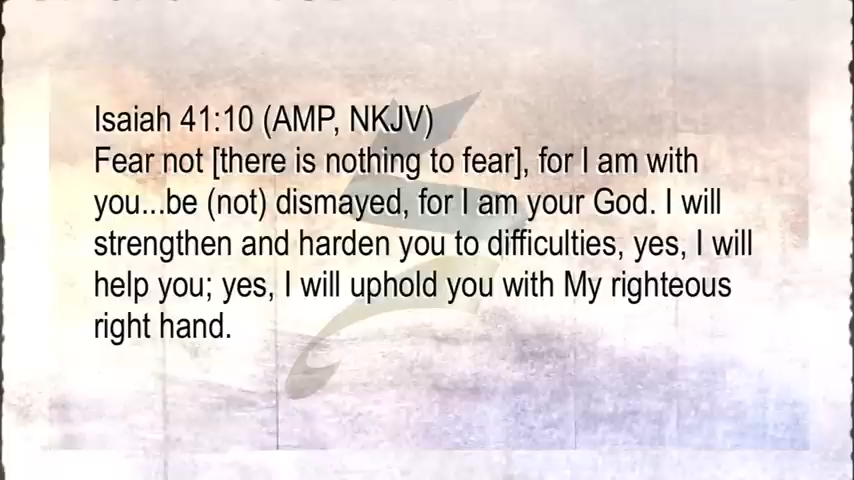 Isaiah 41:10 (AMP, NKJV)
Fear not [there is nothing to fear], for I am with
you...be (not) dismayed, for I am your God. I will
strengthen and harden you to difficulties, yes, I will
help you; yes, I will uphold you with My righteous
right hand.